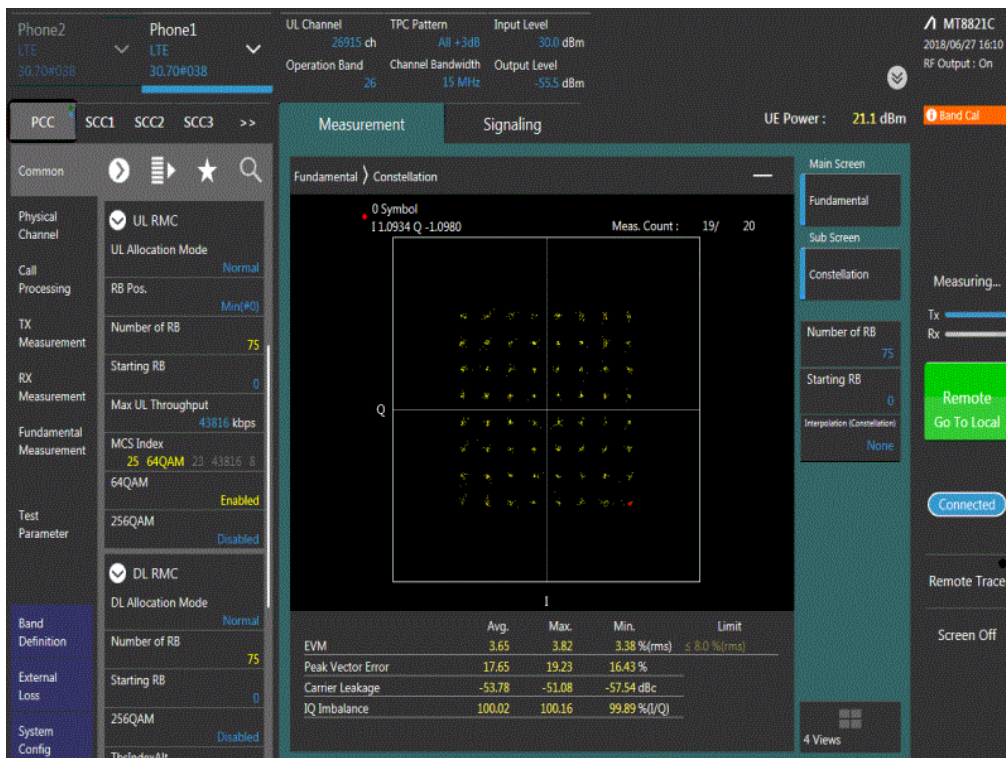 Phone2
LTE
30.70#038
Phone1
LTE
30.70#038
UL Channel
26915 ch
Operation Band
26
TPC Pattern
All +3dB
Channel Bandwidth
15 MHz
Input Level
30.0 dBm
Output Level
-55.5 dBm
MT8821C
2018/06/27 16:10
RF Output : On
PCC
SCC1
SCC2
SCC3
>>
Measurement
Signaling
UE Power : 21.1 dBm
Band Cal
Common
Physical
Channel
Call
Processing
TX
Measurement
RX
Measurement
Fundamental
Measurement
Test
Parameter
Band
Definition
External
Loss
System
Config
UL RMC
UL Allocation Mode
Normal
RB Pos.
Min(#0)
Number of RB
75
Starting RB
0
Max UL Throughput
43816 kbps
MCS Index
25 64QAM 23 43816 8
64QAM
Enabled
256QAM
Disabled
DL RMC
DL Allocation Mode
Normal
Number of RB
75
Starting RB
0
256QAM
Disabled
TbsIndexAlt
Fundamental 〉 Constellation
0 Symbol
I 1.0934 Q -1.0980
Meas. Count : 19/ 20
Q
I
Avg. Max. Min. Limit
EVM 3.65 3.82 3.38 %(rms) ≤ 8.0 %(rms)
Peak Vector Error 17.65 19.23 16.43 %
Carrier Leakage -53.78 -51.08 -57.54 dBc
IQ Imbalance 100.02 100.16 99.89 %(I/Q)
Main Screen
Fundamental
Sub Screen
Constellation
Number of RB
75
Starting RB
0
Interpolation (Constellation)
None
4 Views
Measuring...
Tx
Rx
Remote
Go To Local
Connected
Remote Trace
Screen Off